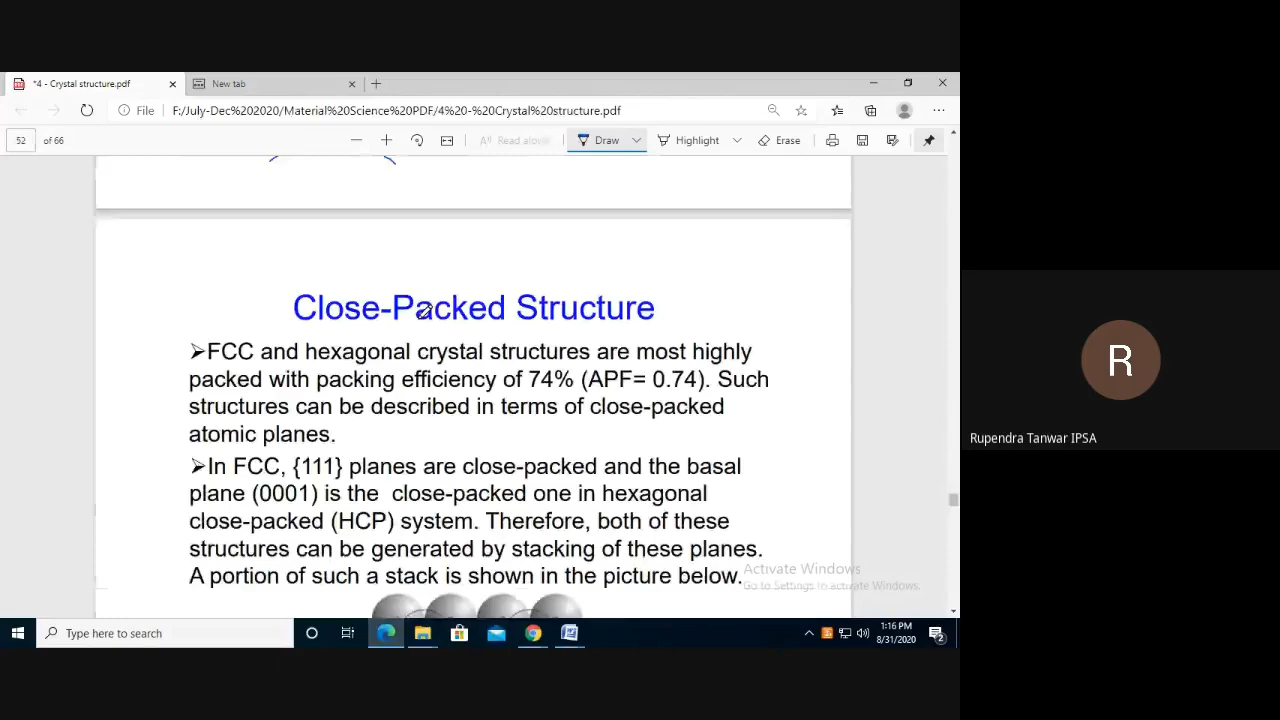 *4 - Crystal structure.pdf
New tab
File
F:/July-Dec%202020/Material%20Science%20PDF/4%20-%20Crystal%20structure.pdf
52 of 66
Read aloud
Draw
Highlight
Erase
Close-Packed Structure
➢FCC and hexagonal crystal structures are most highly
packed with packing efficiency of 74% (APF= 0.74). Such
structures can be described in terms of close-packed
atomic planes.
➢In FCC, {111} planes are close-packed and the basal
plane (0001) is the close-packed one in hexagonal
close-packed (HCP) system. Therefore, both of these
structures can be generated by stacking of these planes.
A portion of such a stack is shown in the picture below.
Activate Windows
Go to Settings to activate Windows.
R
Rupendra Tanwar IPSA
Type here to search
1:16 PM
8/31/2020
2